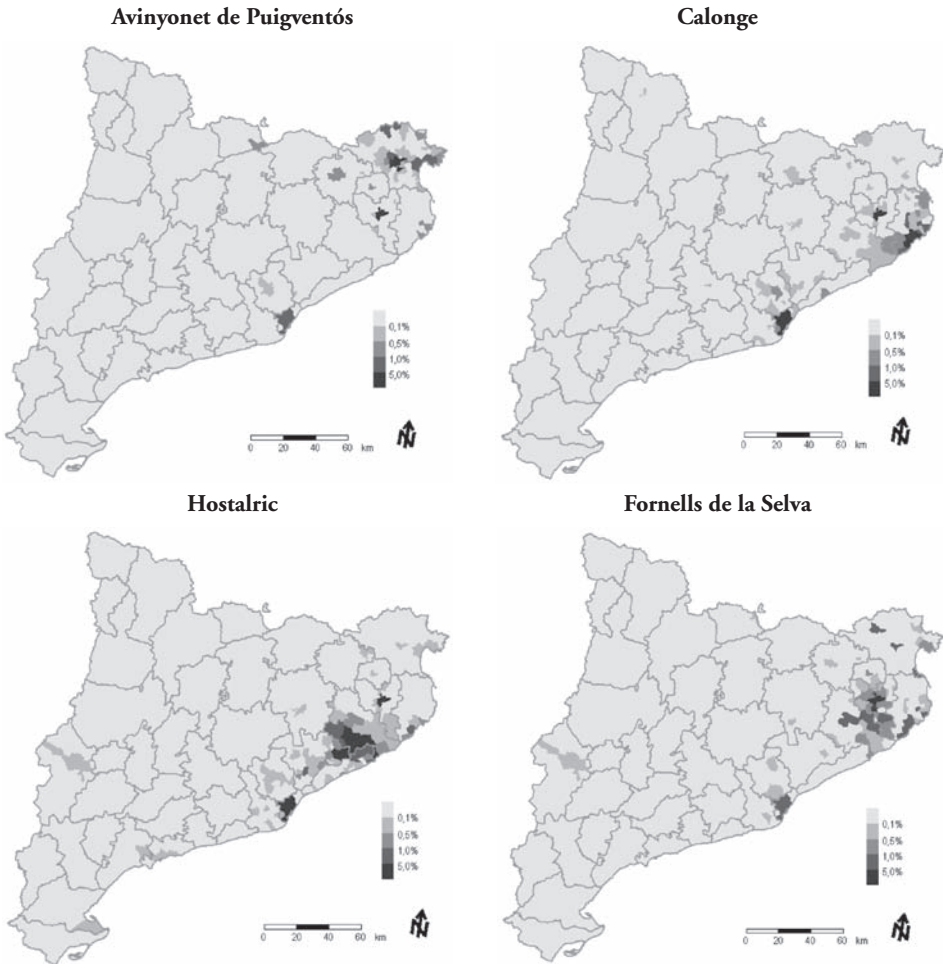 Avinyonet de Puigventós
Calonge
0,1%
0,5%
1,0%
5,0%
0 20 40 60 km
N
0,1%
0,5%
1,0%
5,0%
0 20 40 60 km
N
Hostalric
Fornells de la Selva
0,1%
0,5%
1,0%
5,0%
0 20 40 60 km
N
0,1%
0,5%
1,0%
5,0%
0 20 40 60 km
N